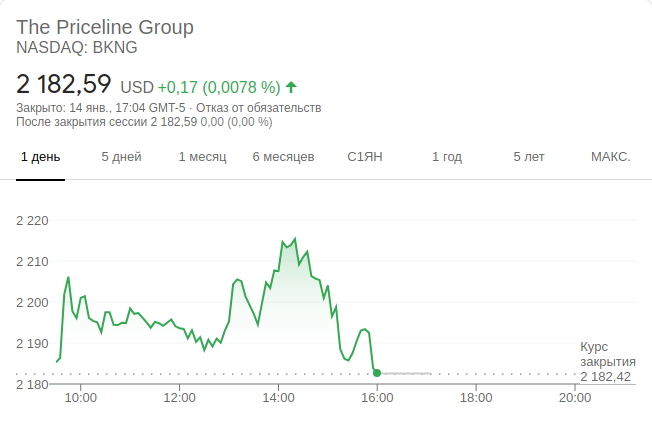 The Priceline Group
NASDAQ: BKNG
2 182,59 USD +0,17 (0,0078 %)
Закрыто: 14 янв., 17:04 GMT-5 · Отказ от обязательств
После закрытия сессии 2 182,59 0,00 (0,00 %)
1 день 5 дней 1 месяц 6 месяцев С1ЯН 1 год 5 лет МАКС.
2 220
2 210
2 200
2 190
2 180
Курс
закрытия
2 182,42
10:00 12:00 14:00 16:00 18:00 20:00